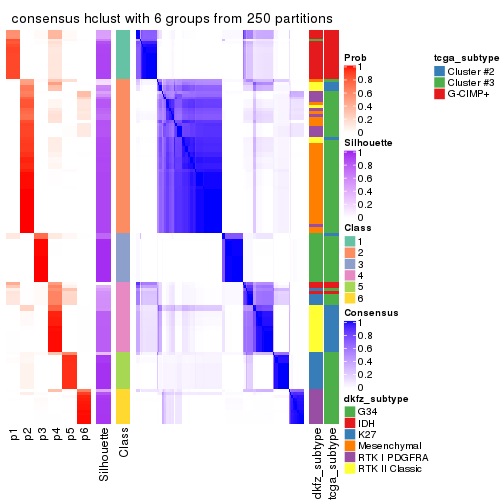 consensus hclust with 6 groups from 250 partitions
p1
p2
p3
p4
p5
p6
Silhouette
Class
dkfz_subtype
tcga_subtype
Prob
1
0.8
0.6
0.4
0.2
0
Silhouette
1
0.8
0.6
0.4
0.2
0
Class
1
2
3
4
5
6
Consensus
1
0.8
0.6
0.4
0.2
0
dkfz_subtype
G34
IDH
K27
Mesenchymal
RTK I PDGFRA
RTK II Classic
tcga_subtype
Cluster #2
Cluster #3
G-CIMP+